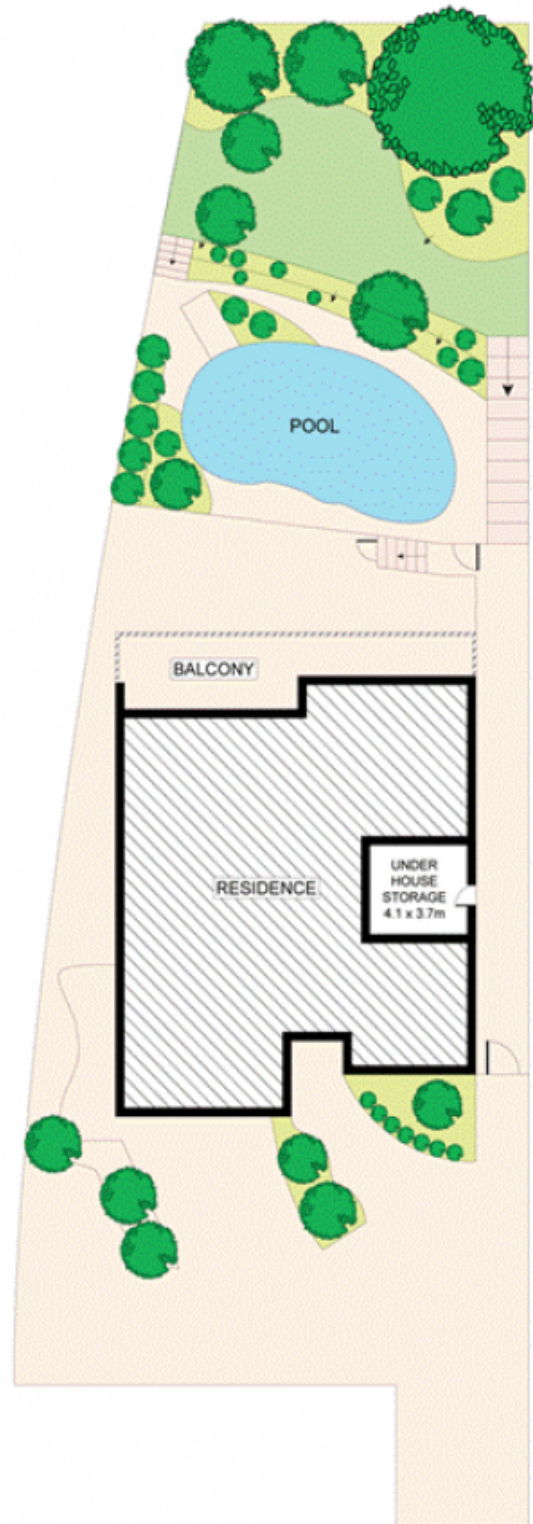 POOL
BALCONY
RESIDENCE
UNDER
HOUSE
STORAGE
4.1 x 3.7m